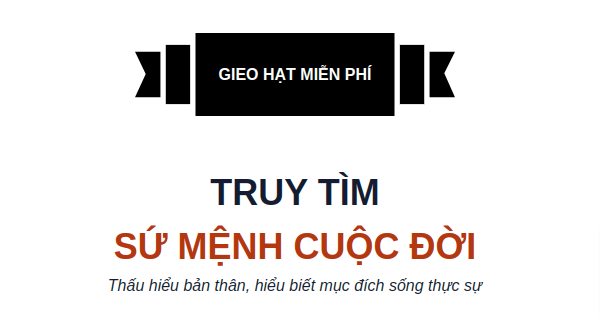 GIEO HẠT MIỄN PHÍ
TRUY TÌM
SỨ MỆNH CUỘC ĐỜI
Thấu hiểu bản thân, hiểu biết mục đích sống thực sự